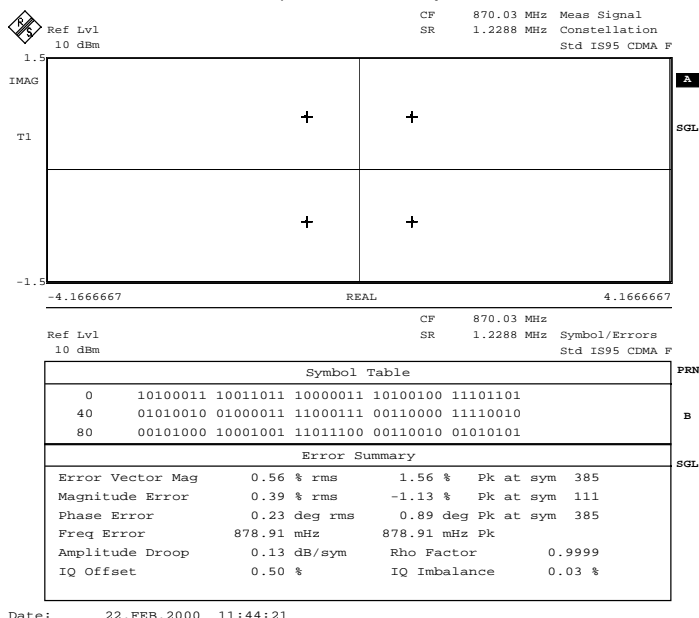 CF 870.03 MHz Meas Signal
Ref Lvl SR 1.2288 MHz Constellation
10 dBm Std IS95 CDMA F
1.5
IMAG
A
SGL
T1
-1.5
-4.1666667 REAL 4.1666667
CF 870.03 MHz
Ref Lvl SR 1.2288 MHz Symbol/Errors
10 dBm Std IS95 CDMA F
Symbol Table PRN
0 10100011 10011011 10000011 10100100 11101101
40 01010010 01000011 11000111 00110000 11110010 B
80 00101000 10001001 11011100 00110010 01010101
Error Summary
SGL
Error Vector Mag 0.56 % rms 1.56 % Pk at sym 385
Magnitude Error 0.39 % rms -1.13 % Pk at sym 111
Phase Error 0.23 deg rms 0.89 deg Pk at sym 385
Freq Error 878.91 mHz 878.91 mHz Pk
Amplitude Droop 0.13 dB/sym Rho Factor 0.9999
IQ Offset 0.50 % IQ Imbalance 0.03 %
Date: 22.FEB.2000 11:44:21